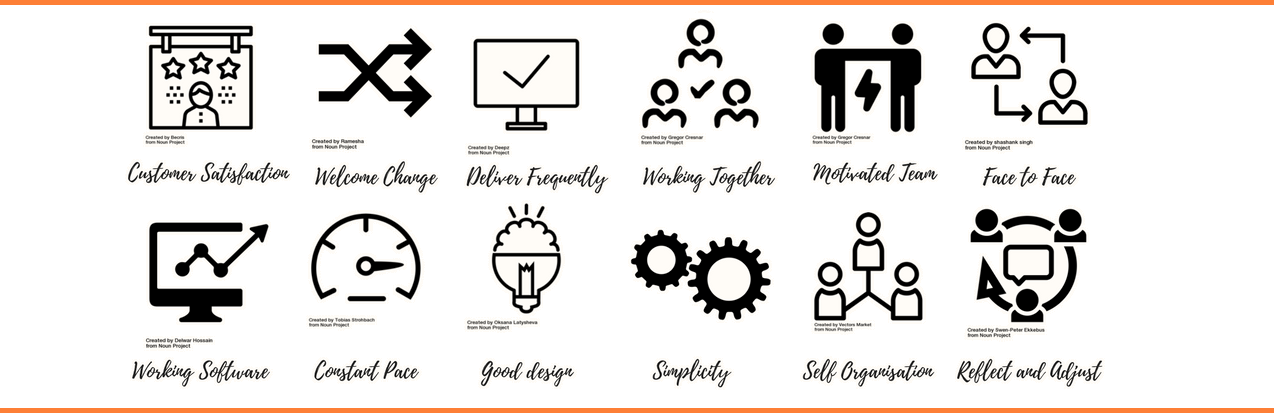 Created by Becris
from Noun Project
Customer Satisfaction
Created by Ramesha
from Noun Project
Welcome Change
Created by Deepz
from Noun Project
Deliver Frequently
Created by Gregor Cresnar
from Noun Project
Working Together
Created by Gregor Cresnar
from Noun Project
Motivated Team
Created by shashank singh
from Noun Project
Face to Face
Created by Delwar Hossain
from Noun Project
Working Software
Created by Tobias Strohbach
from Noun Project
Constant Pace
Created by Oksana Latysheva
from Noun Project
Good design
Simplicity
Created by Vectors Market
from Noun Project
Self Organisation
Created by Swen-Peter Ekkebus
from Noun Project
Reflect and Adjust